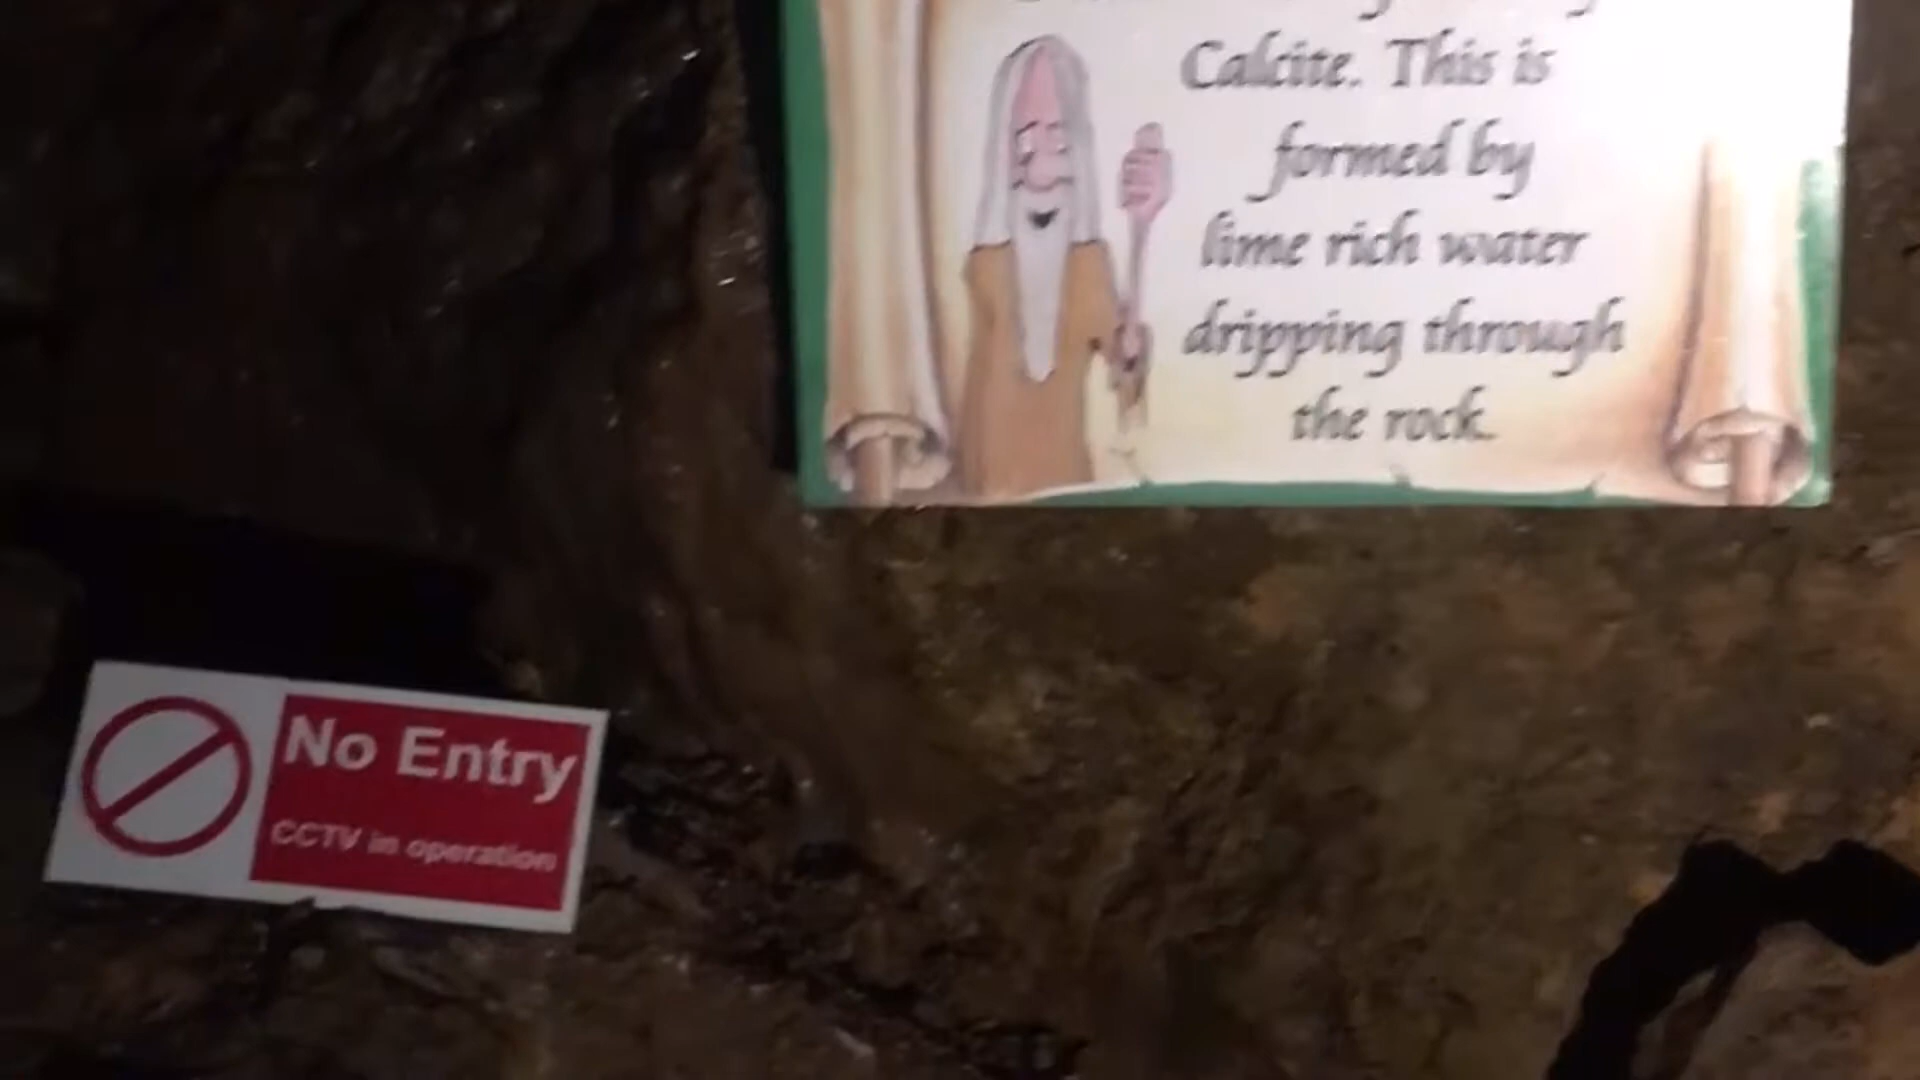 Calcite. This is
formed by
lime rich water
dripping through
the rock.
No Entry
CCTV in operation